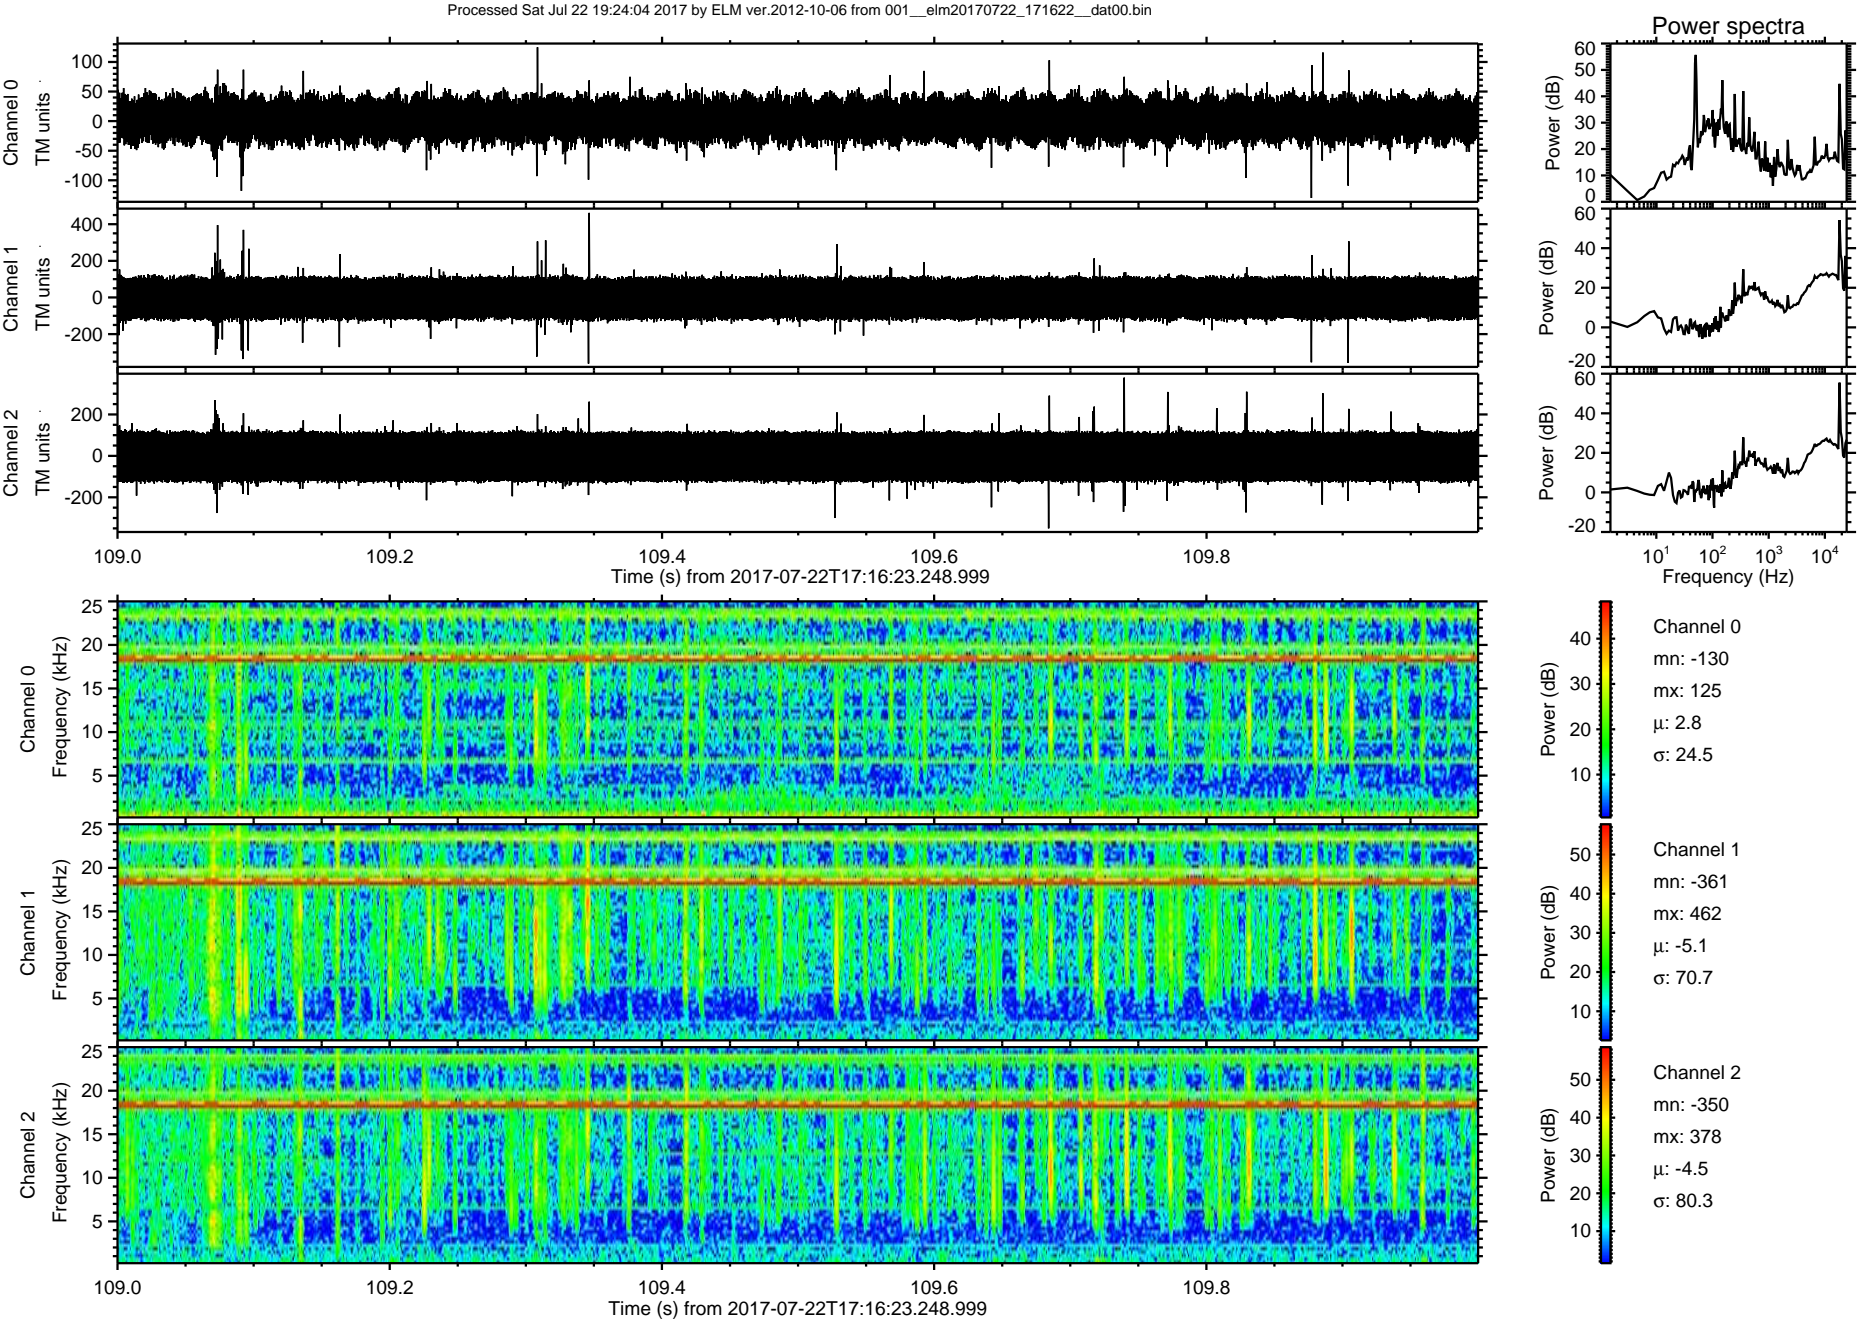 Processed Sat Jul 22 19:24:04 2017 by ELM ver.2012-10-06 from 001__elm20170722_171622__dat00.bin
Power spectra
Channel 0
TM units
100
50
0
-50
-100
Power (dB)
60
50
40
30
20
10
0
Channel 1
TM units
400
200
0
-200
Power (dB)
60
40
20
0
-20
Channel 2
TM units
200
0
-200
Power (dB)
60
40
20
0
-20
109.0 109.2 109.4 109.6 109.8
Time (s) from 2017-07-22T17:16:23.248.999
10^1 10^2 10^3 10^4
Frequency (Hz)
Channel 0
Frequency (kHz)
25
20
15
10
5
Power (dB)
40
30
20
10
Channel 0
mn: -130
mx: 125
μ: 2.8
σ: 24.5
Channel 1
Frequency (kHz)
25
20
15
10
5
Power (dB)
50
40
30
20
10
Channel 1
mn: -361
mx: 462
μ: -5.1
σ: 70.7
Channel 2
Frequency (kHz)
25
20
15
10
5
Power (dB)
50
40
30
20
10
Channel 2
mn: -350
mx: 378
μ: -4.5
σ: 80.3
109.0 109.2 109.4 109.6 109.8
Time (s) from 2017-07-22T17:16:23.248.999